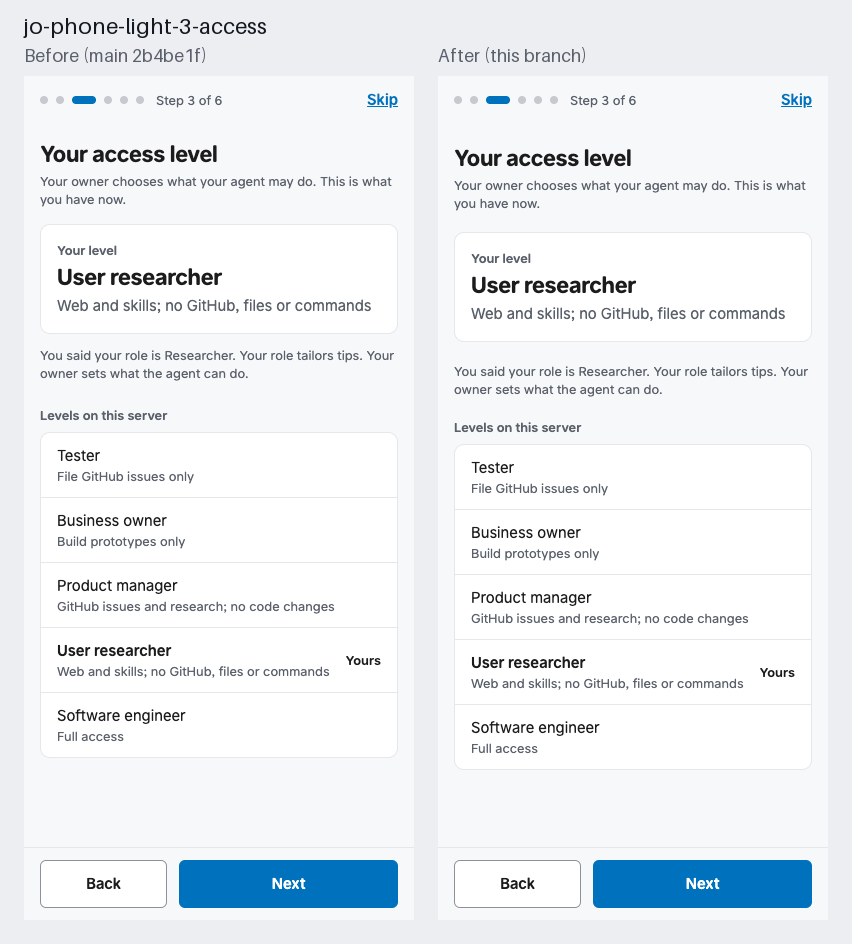 jo-phone-light-3-access
Before (main 2b4be1f)
Step 3 of 6
Skip
Your access level
Your owner chooses what your agent may do. This is what
you have now.
Your level
User researcher
Web and skills; no GitHub, files or commands
You said your role is Researcher. Your role tailors tips. Your
owner sets what the agent can do.
Levels on this server
Tester
File GitHub issues only
Business owner
Build prototypes only
Product manager
GitHub issues and research; no code changes
User researcher
Web and skills; no GitHub, files or commands
Yours
Software engineer
Full access
Back
Next
After (this branch)
Step 3 of 6
Skip
Your access level
Your owner chooses what your agent may do. This is what
you have now.
Your level
User researcher
Web and skills; no GitHub, files or commands
You said your role is Researcher. Your role tailors tips. Your
owner sets what the agent can do.
Levels on this server
Tester
File GitHub issues only
Business owner
Build prototypes only
Product manager
GitHub issues and research; no code changes
User researcher
Web and skills; no GitHub, files or commands
Yours
Software engineer
Full access
Back
Next